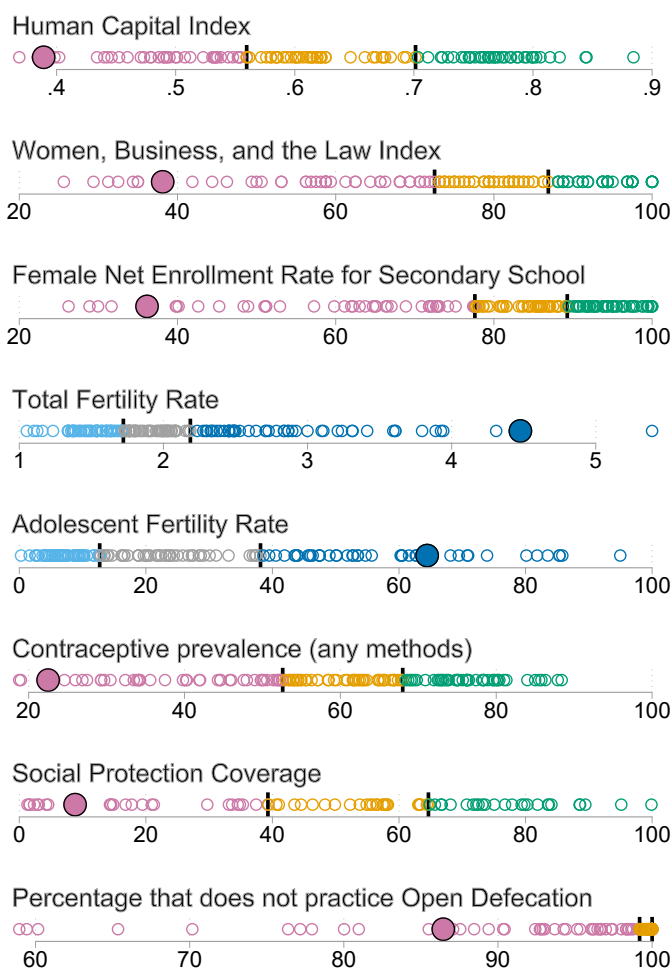 Human Capital Index
.4 .5 .6 .7 .8 .9
Women, Business, and the Law Index
20 40 60 80 100
Female Net Enrollment Rate for Secondary School
20 40 60 80 100
Total Fertility Rate
1 2 3 4 5
Adolescent Fertility Rate
0 20 40 60 80 100
Contraceptive prevalence (any methods)
20 40 60 80 100
Social Protection Coverage
0 20 40 60 80 100
Percentage that does not practice Open Defecation
60 70 80 90 100